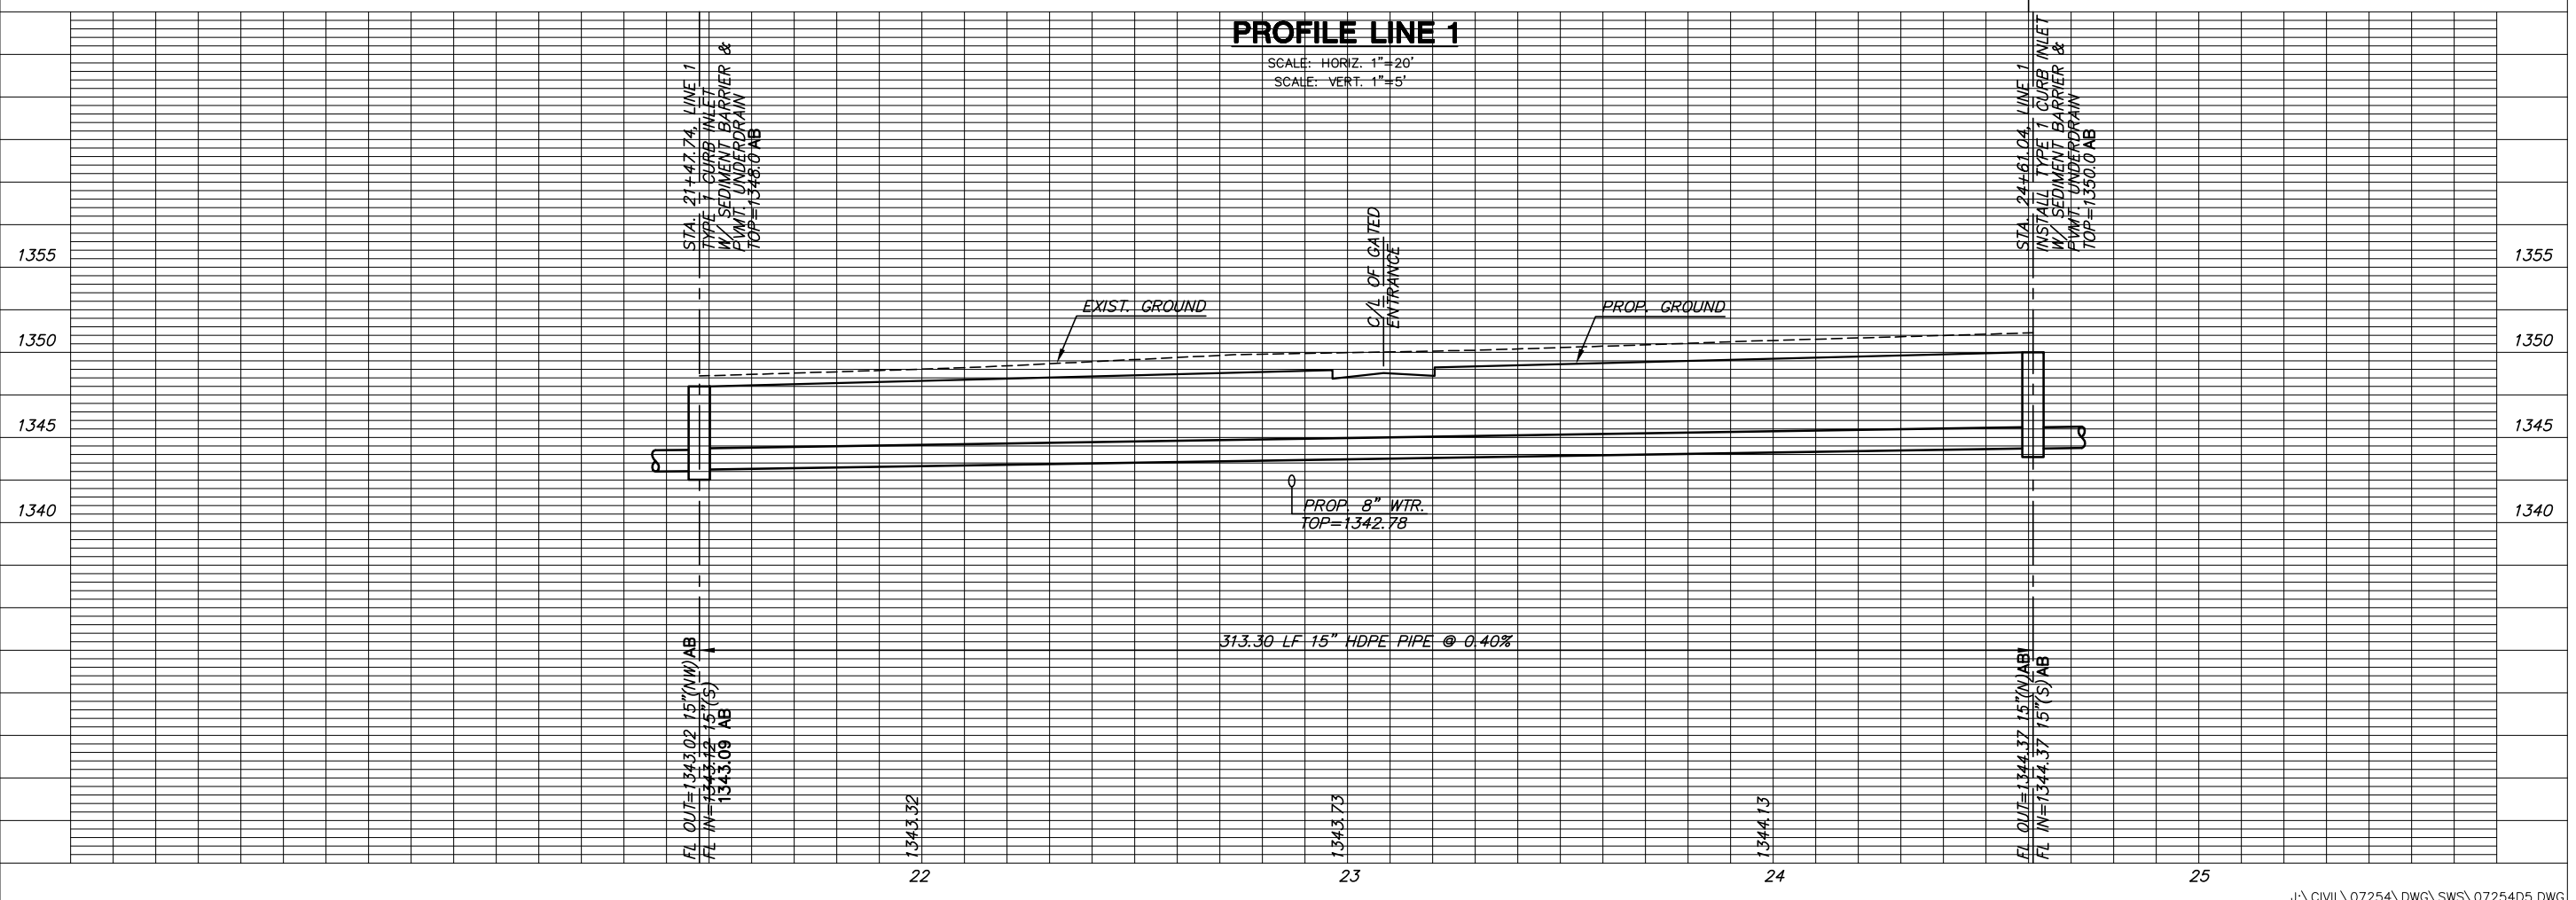 PROFILE LINE 1
SCALE: HORIZ. 1"=20'
SCALE: VERT. 1"=5'
STA. 21+47.74, LINE 1
TYPE 1 CURB INLET
W/ SEDIMENT BARRIER &
PVMT. UNDERDRAIN
TOP=1348.0 AB
STA. 24+61.04, LINE 1
INSTALL TYPE 1 CURB INLET
W/ SEDIMENT BARRIER &
PVMT. UNDERDRAIN
TOP=1350.0 AB
C/L OF GATED
ENTRANCE
1355
1355
EXIST. GROUND
PROP. GROUND
1350
1350
1345
1345
PROP. 8" WTR.
TOP=1342.78
1340
1340
313.30 LF 15" HDPE PIPE @ 0.40%
FL OUT=1343.02 15"(NW) AB
FL IN=1343.12 15"(S)
1343.09 AB
1343.32
1343.73
1344.13
FL OUT=1344.37 15"(N) AB
FL IN=1344.37 15"(S) AB
22
23
24
25
J:\CIVIL\07254\DWG\SWS\07254D5.DWG